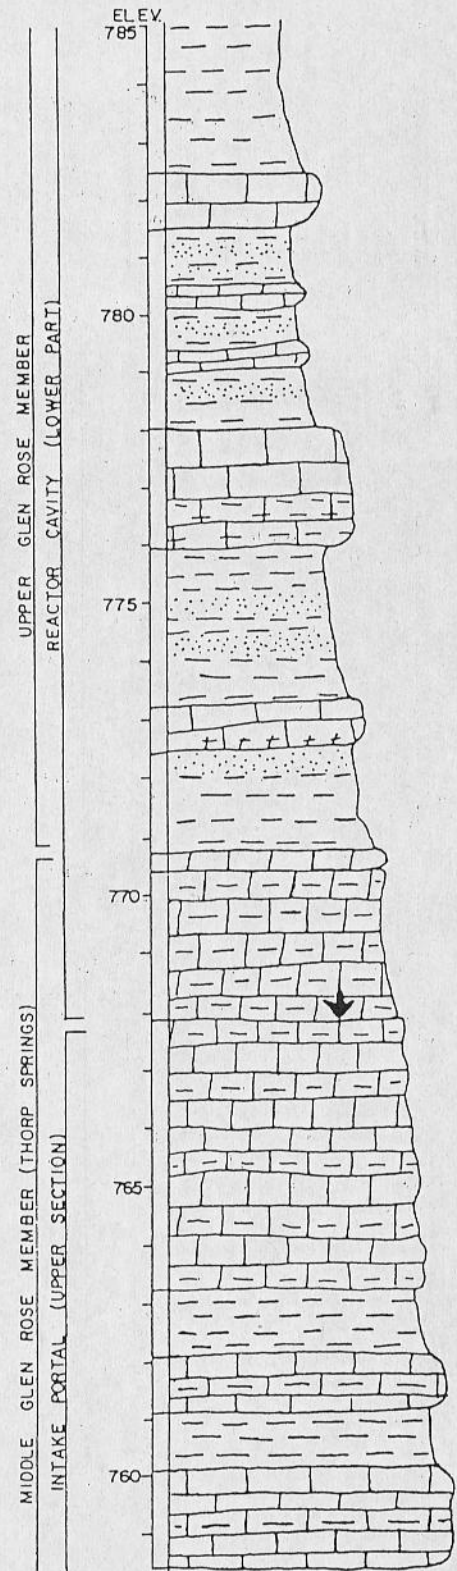 ELEV.
785
780
775
770
765
760
UPPER GLEN ROSE MEMBER
REACTOR CAVITY (LOWER PART)
MIDDLE GLEN ROSE MEMBER (THORP SPRINGS)
INTAKE PORTAL (UPPER SECTION)